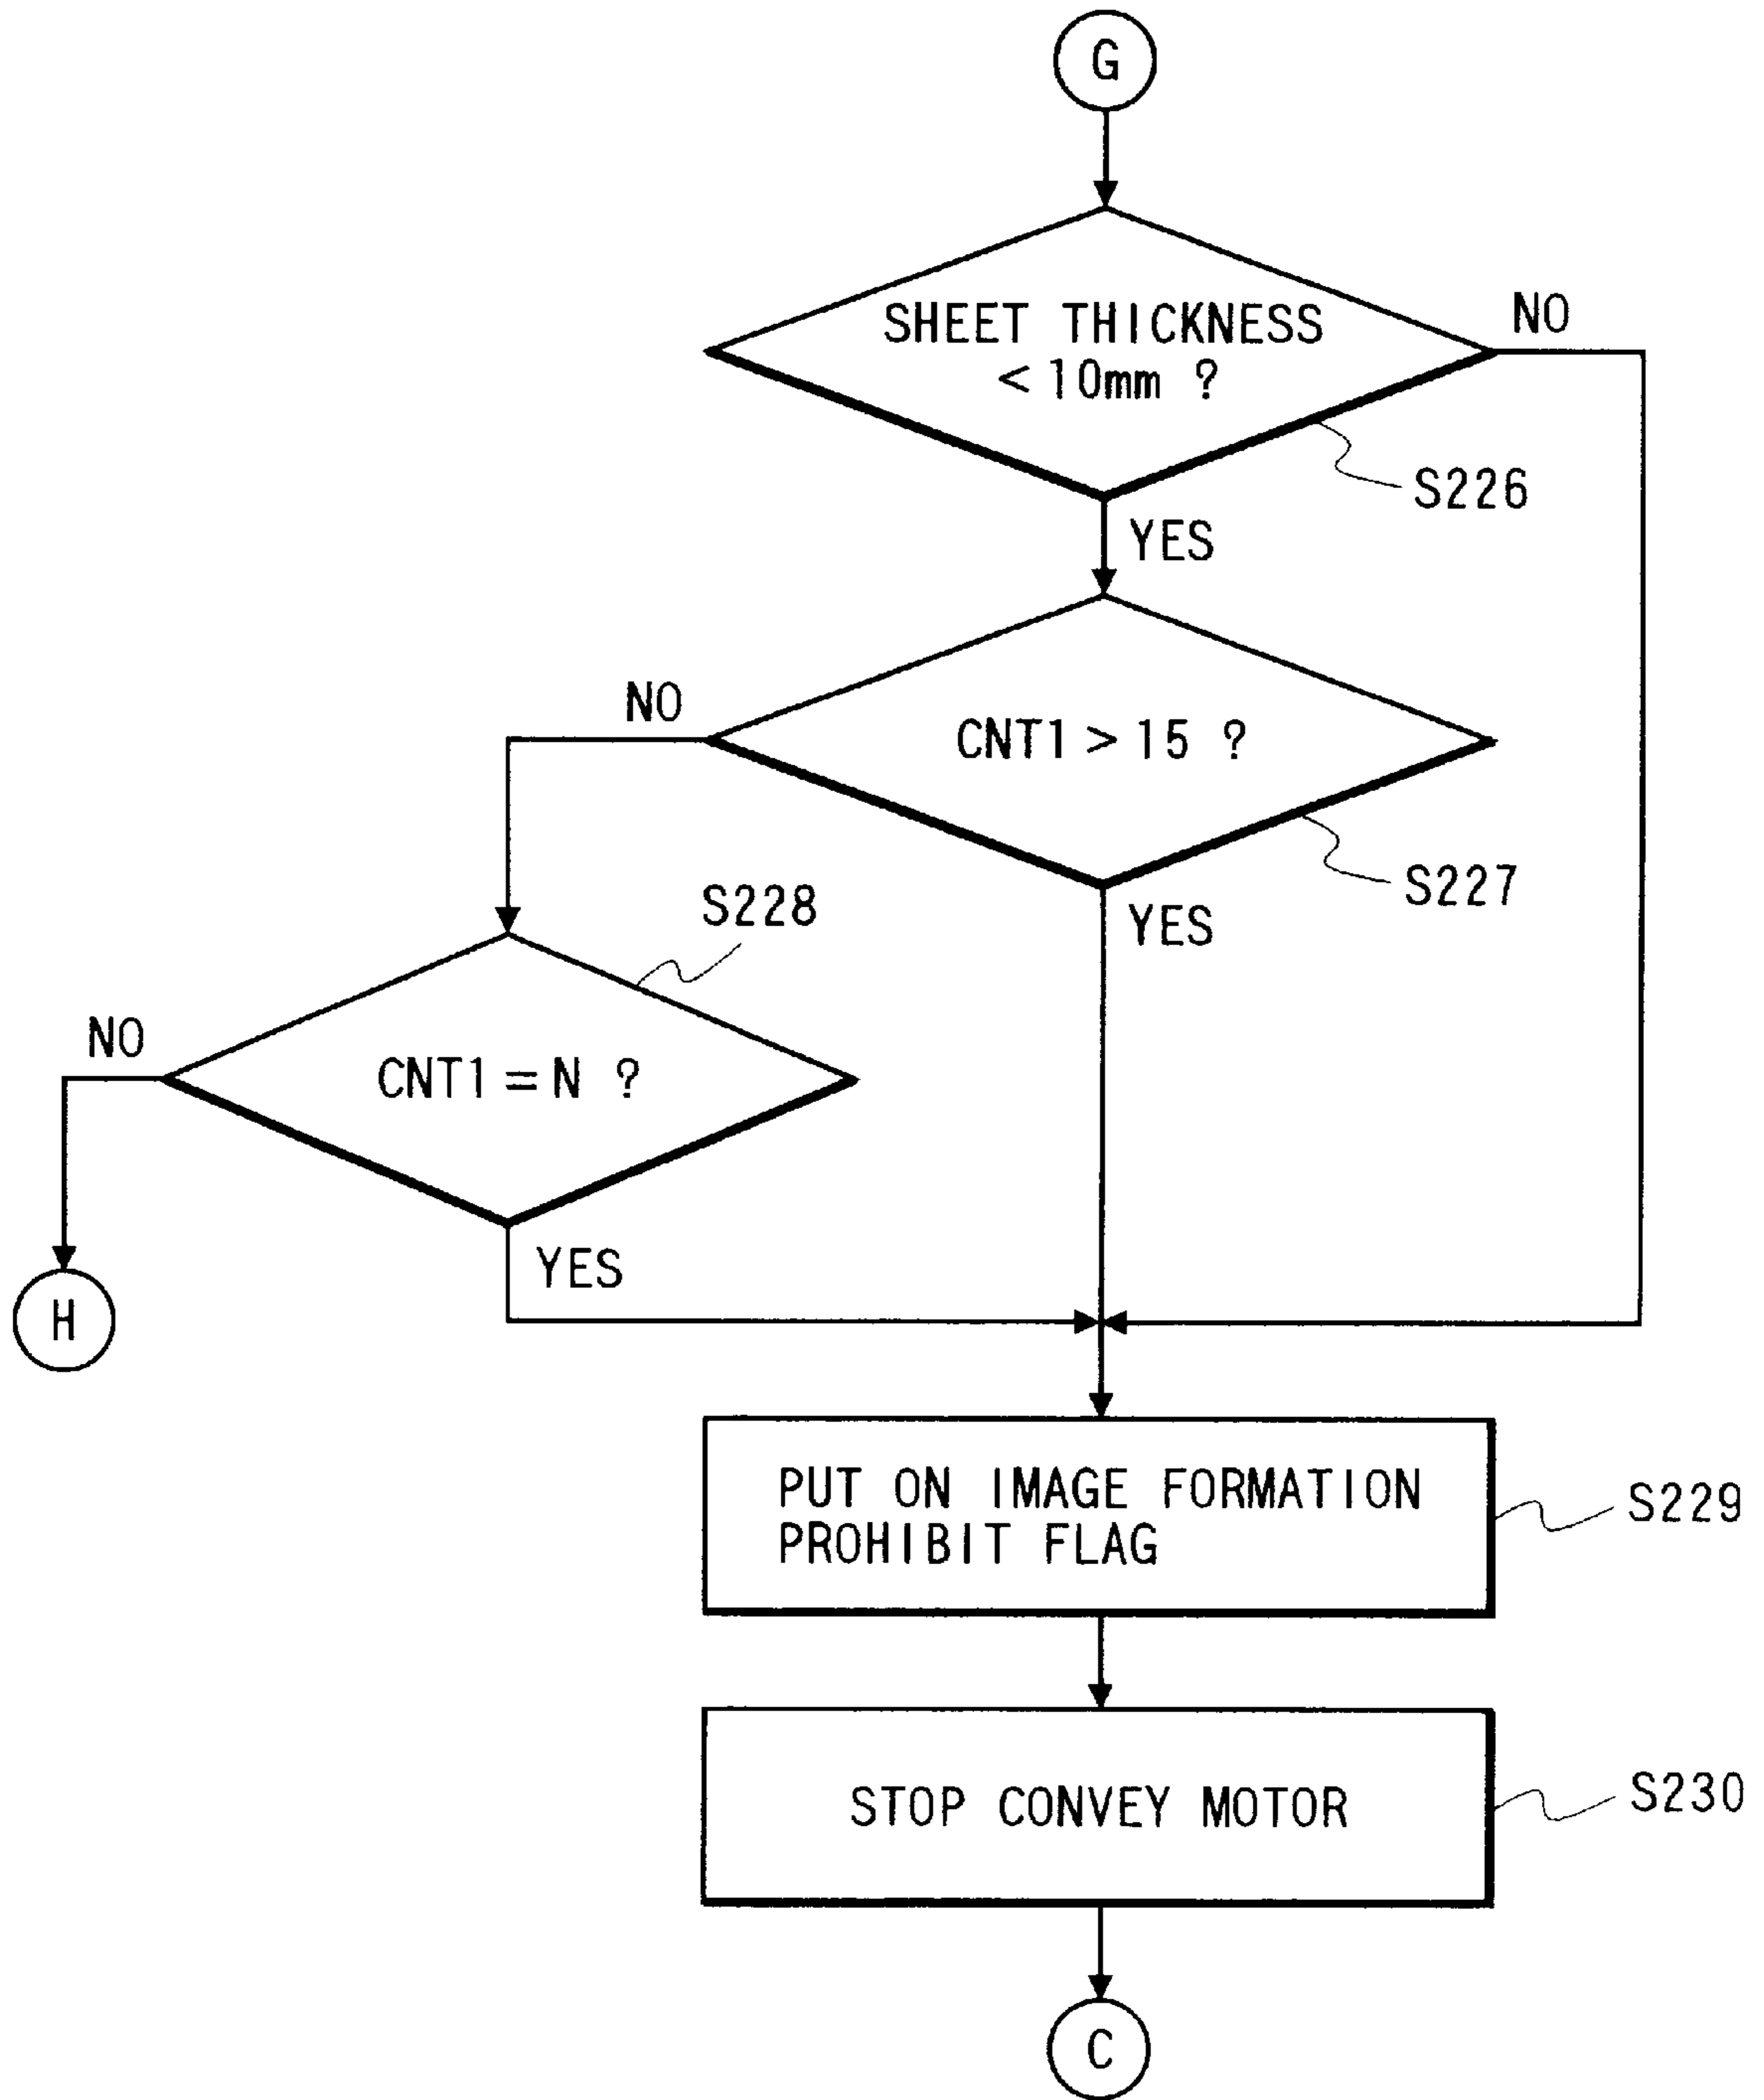 G
SHEET THICKNESS
< 10mm ?
NO
S226
YES
CNT1 > 15 ?
NO
S227
YES
S228
CNT1 = N ?
NO
YES
H
PUT ON IMAGE FORMATION
PROHIBIT FLAG
S229
STOP CONVEY MOTOR
S230
C